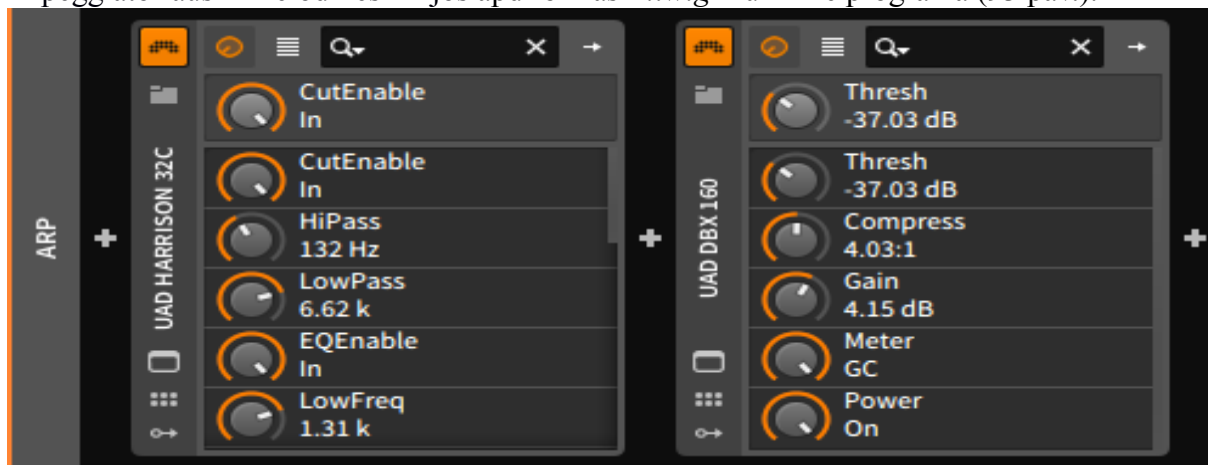 ARP
UAD HARRISON 32C
CutEnable
In
CutEnable
In
HiPass
132 Hz
LowPass
6.62 k
EQEnable
In
LowFreq
1.31 k
UAD DBX 160
Thresh
-37.03 dB
Thresh
-37.03 dB
Compress
4.03:1
Gain
4.15 dB
Meter
GC
Power
On